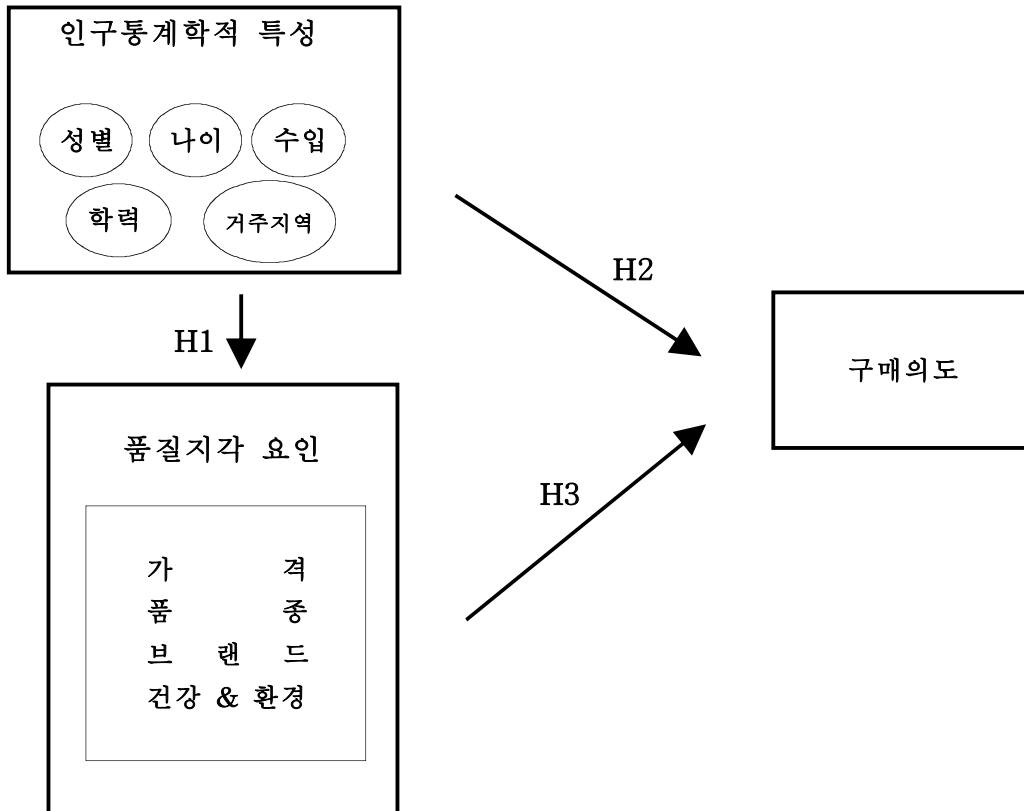 인구통계학적 특성
성별 나이 수입
학력 거주지역
H1
H2
품질지각 요인
가 격
품 종
브 랜 드
건강 & 환경
H3
구매의도